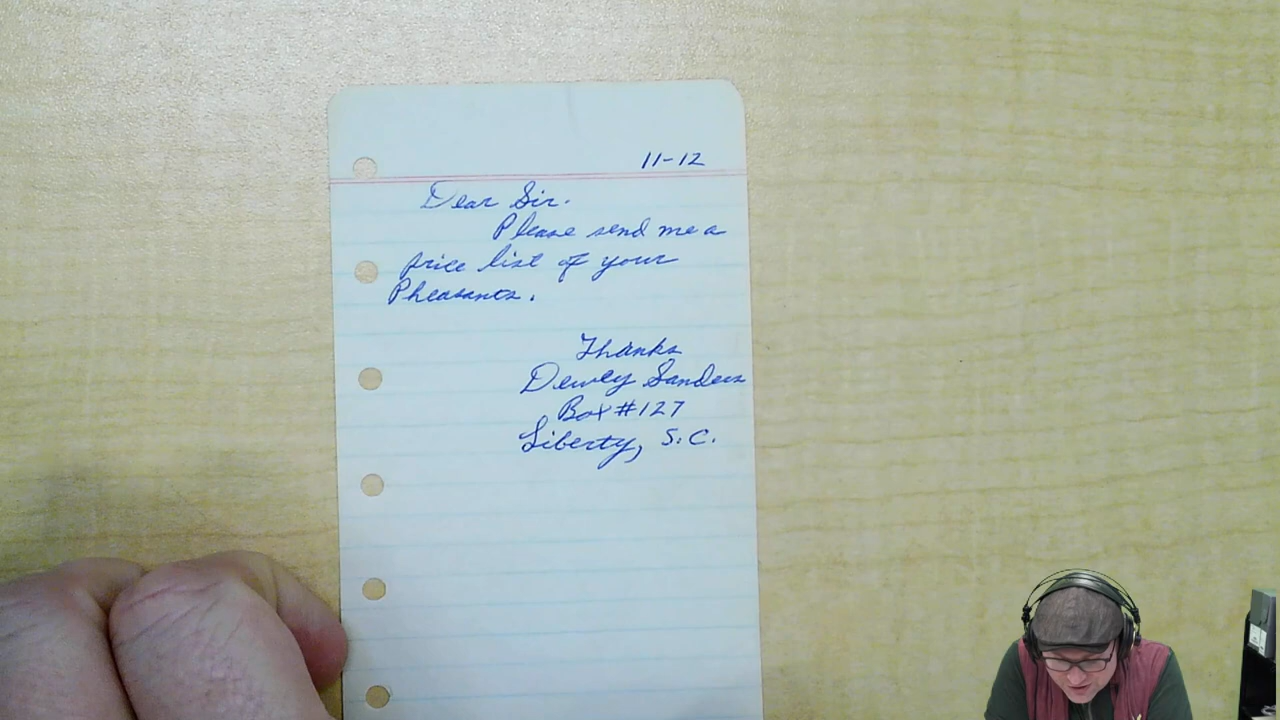 11-12
Dear Sir.
Please send me a
price list of your
Pheasants.
Thanks
Dewey Sanders
Box #127
Liberty, S.C.